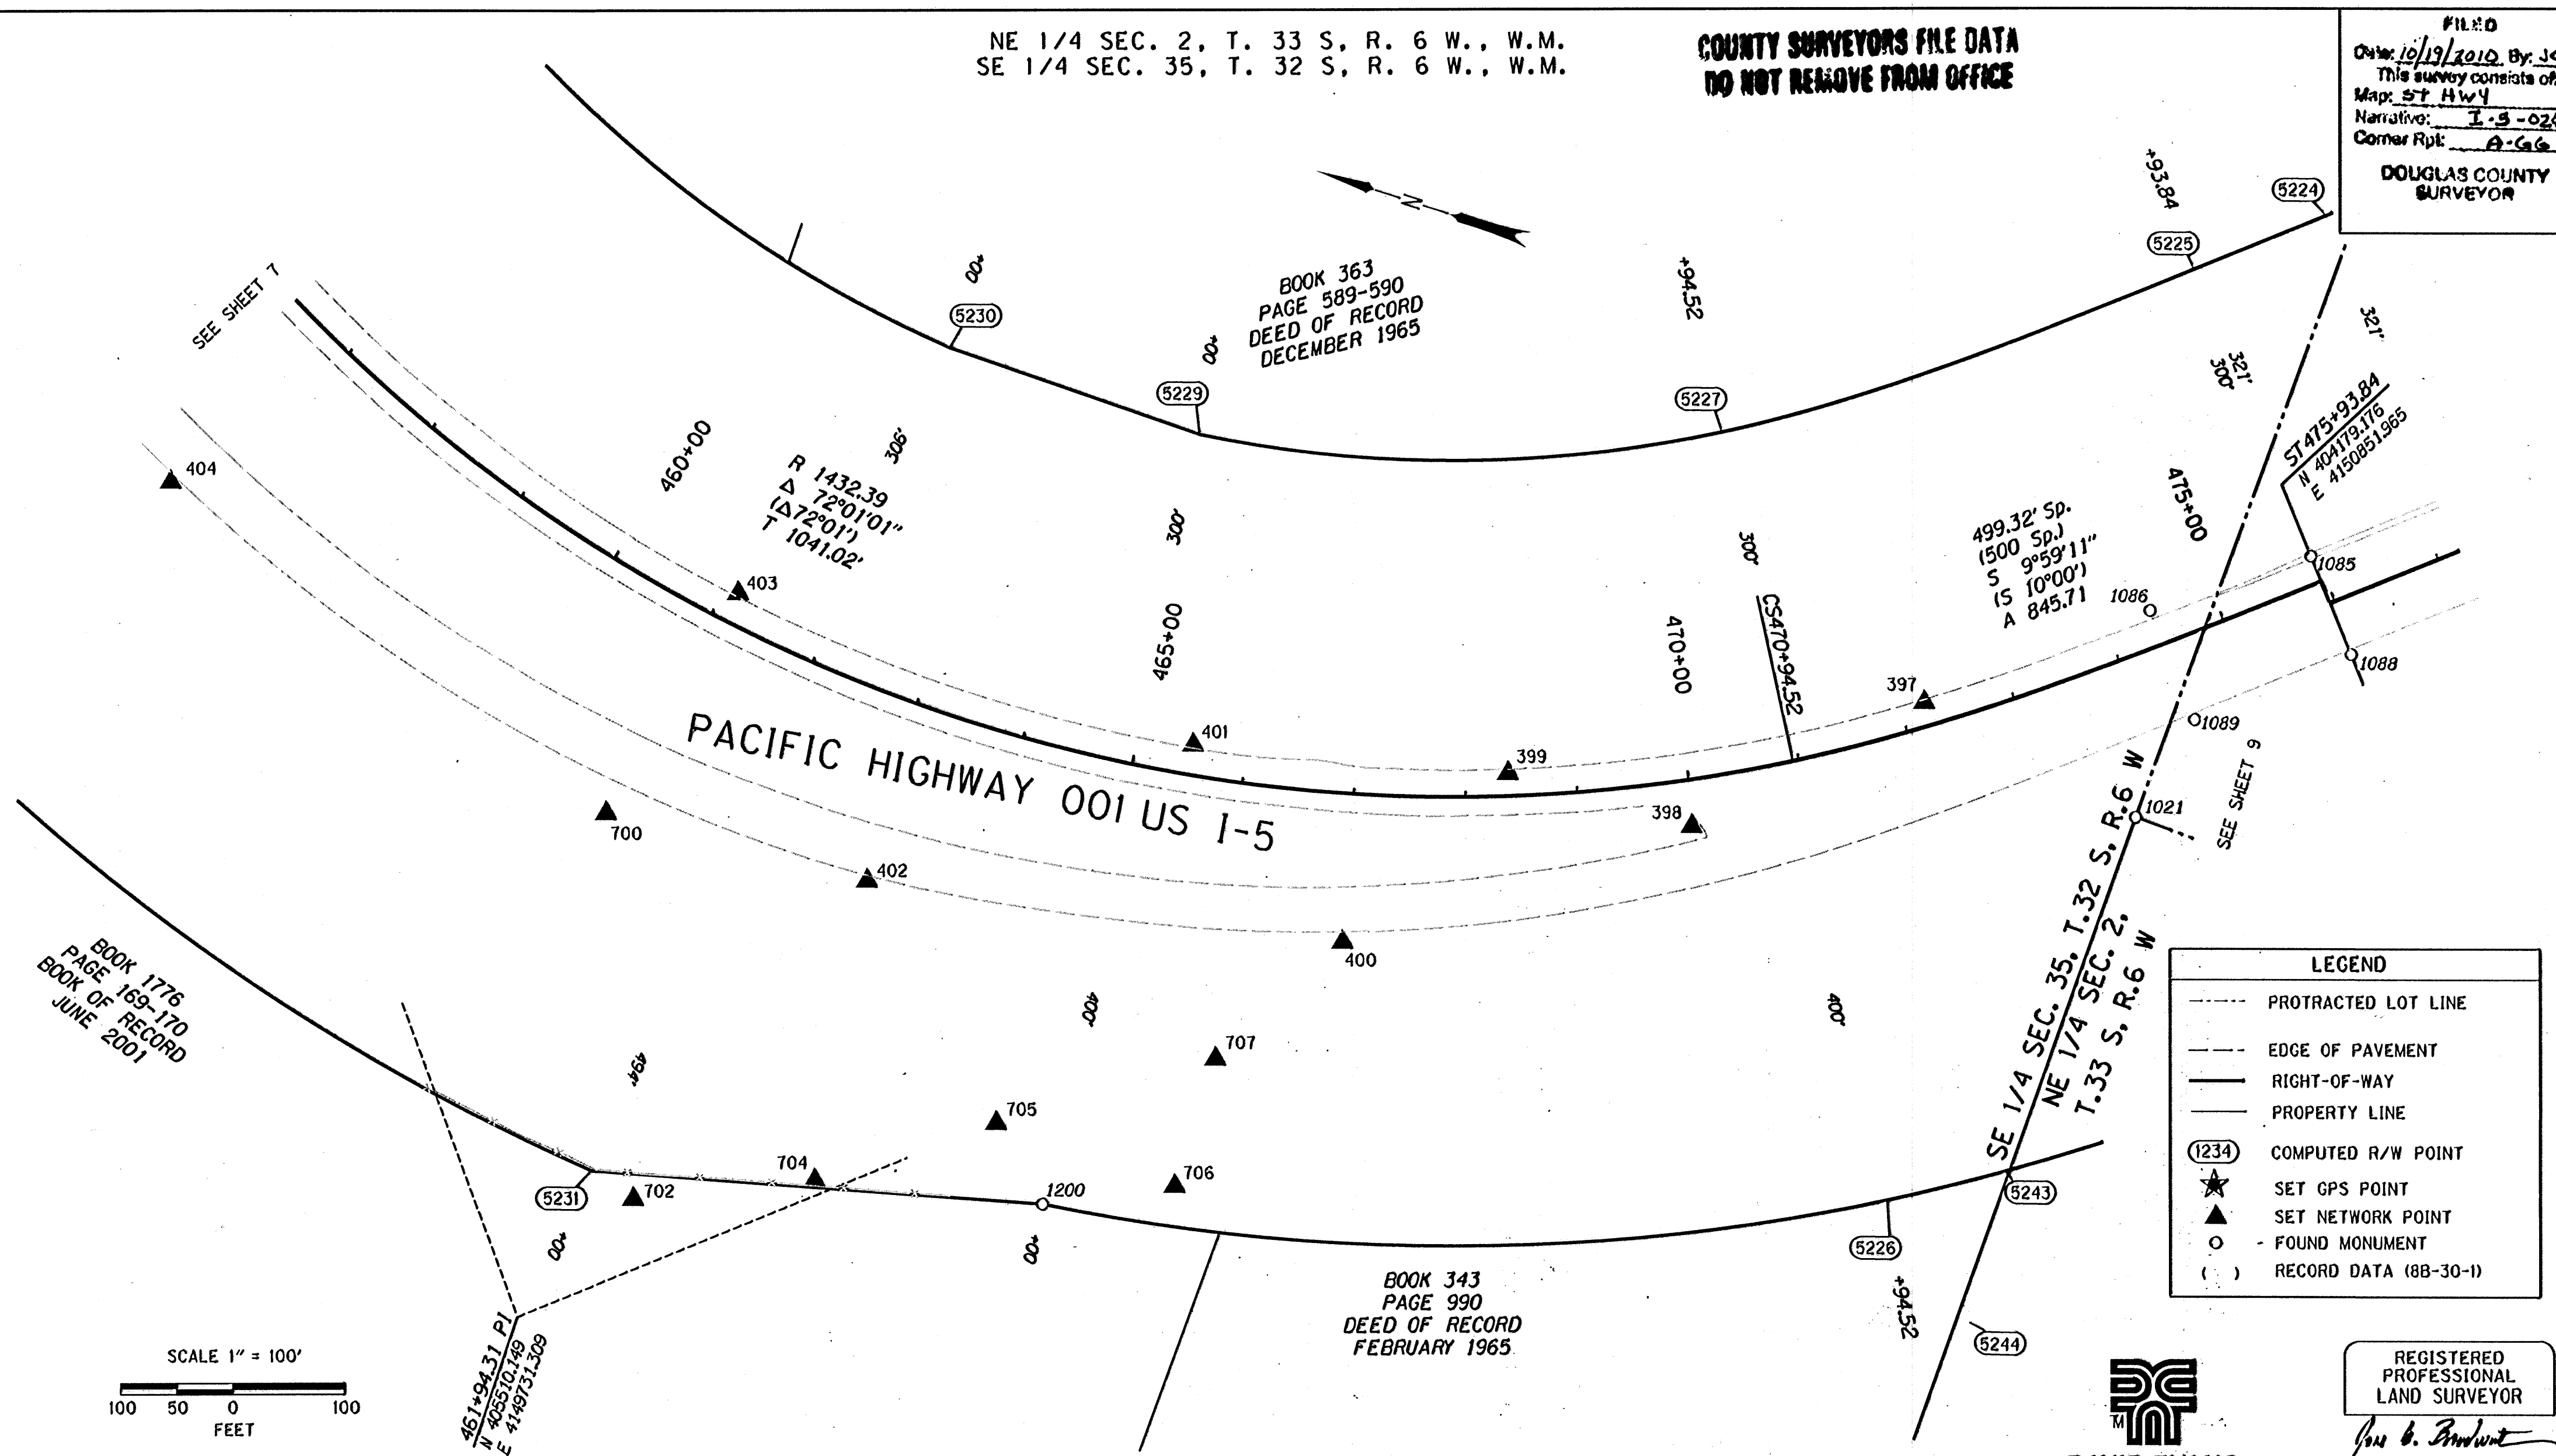 NE 1/4 SEC. 2, T. 33 S, R. 6 W., W.M.
SE 1/4 SEC. 35, T. 32 S, R. 6 W., W.M.
COUNTY SURVEYORS FILE DATA
DO NOT REMOVE FROM OFFICE
FILED
Date: 10/19/2010 By:
This survey consists of:
Map: ST HWY
Narrative:
Corner Rpt:
DOUGLAS COUNTY
SURVEYOR
SEE SHEET 7
N
+93.84
5224
5225
+00
5230
BOOK 363
PAGE 589-590
DEED OF RECORD
DECEMBER 1965
+94.52
+00
5229
5227
321'
321'
300'
ST475+93.84
N 404179.176
E 4150851.965
404
460+00
306'
R 1432.39
Δ 72°01'01"
(Δ72°01')
T 1041.02'
300'
300'
499.32' Sp.
(500 Sp.)
S 9°59'11"
(S 10°00')
A 845.71
475+00
403
1085
1086
465+00
470+00
CS470+94.52
1088
397
401
399
1089
PACIFIC HIGHWAY 001 US I-5
398
1021
SEE SHEET 9
700
402
400
SE 1/4 SEC. 35, T.32 S, R.6 W
NE 1/4 SEC. 2,
T.33 S, R.6 W
BOOK 1776
PAGE 169-170
BOOK OF RECORD
JUNE 2001
494'
400'
400'
707
705
704
706
5231
702
1200
5243
+00
+00
5226
+94.52
5244
BOOK 343
PAGE 990
DEED OF RECORD
FEBRUARY 1965
461+94.31 PI
N 405510.149
E 4149731.309
SCALE 1" = 100'
100 50 0 100
FEET
LEGEND
PROTRACTED LOT LINE
EDGE OF PAVEMENT
RIGHT-OF-WAY
PROPERTY LINE
1234 COMPUTED R/W POINT
SET GPS POINT
SET NETWORK POINT
FOUND MONUMENT
( ) RECORD DATA (8B-30-1)
TM
REGISTERED
PROFESSIONAL
LAND SURVEYOR